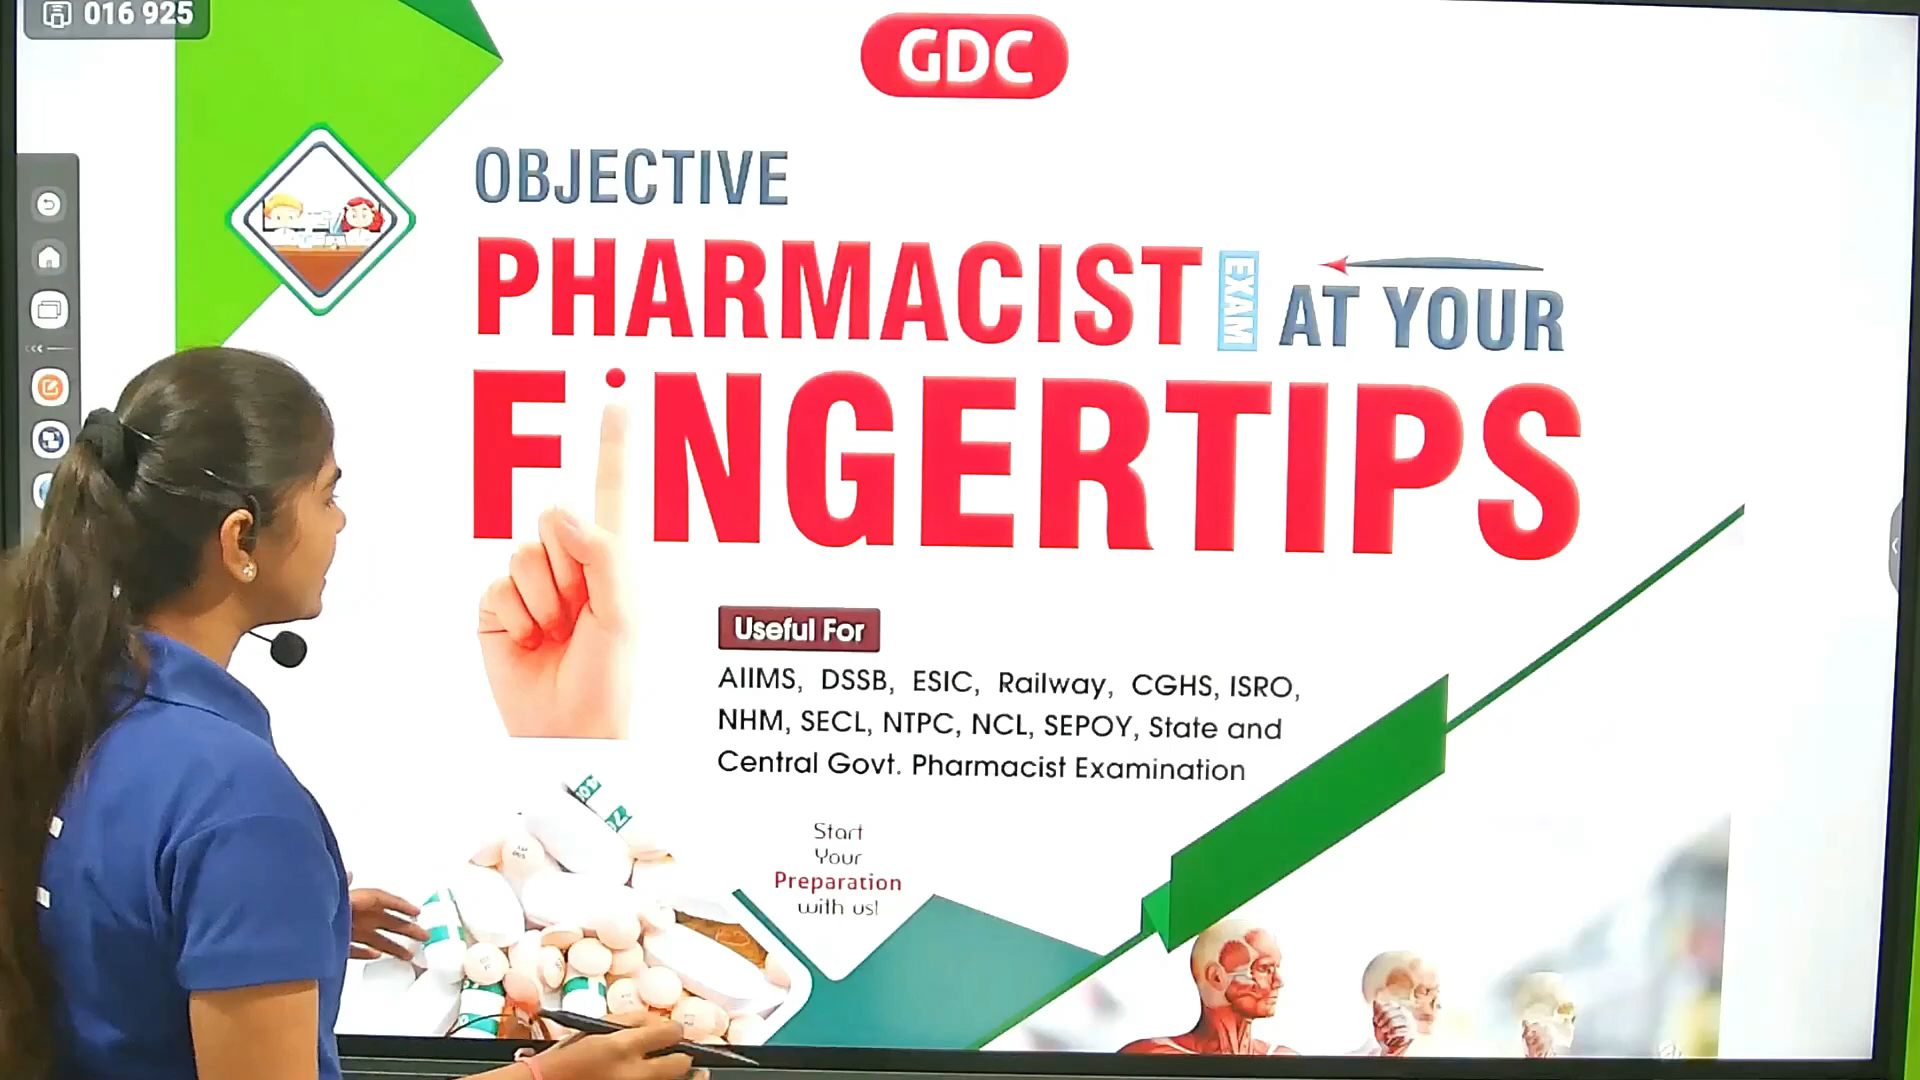 016 925
GDC
OBJECTIVE
PHARMACIST EXAM AT YOUR
FiNGERTIPS
Useful For
AIIMS, DSSB, ESIC, Railway, CGHS, ISRO,
NHM, SECL, NTPC, NCL, SEPOY, State and
Central Govt. Pharmacist Examination
Start
Your
Preparation
with us!